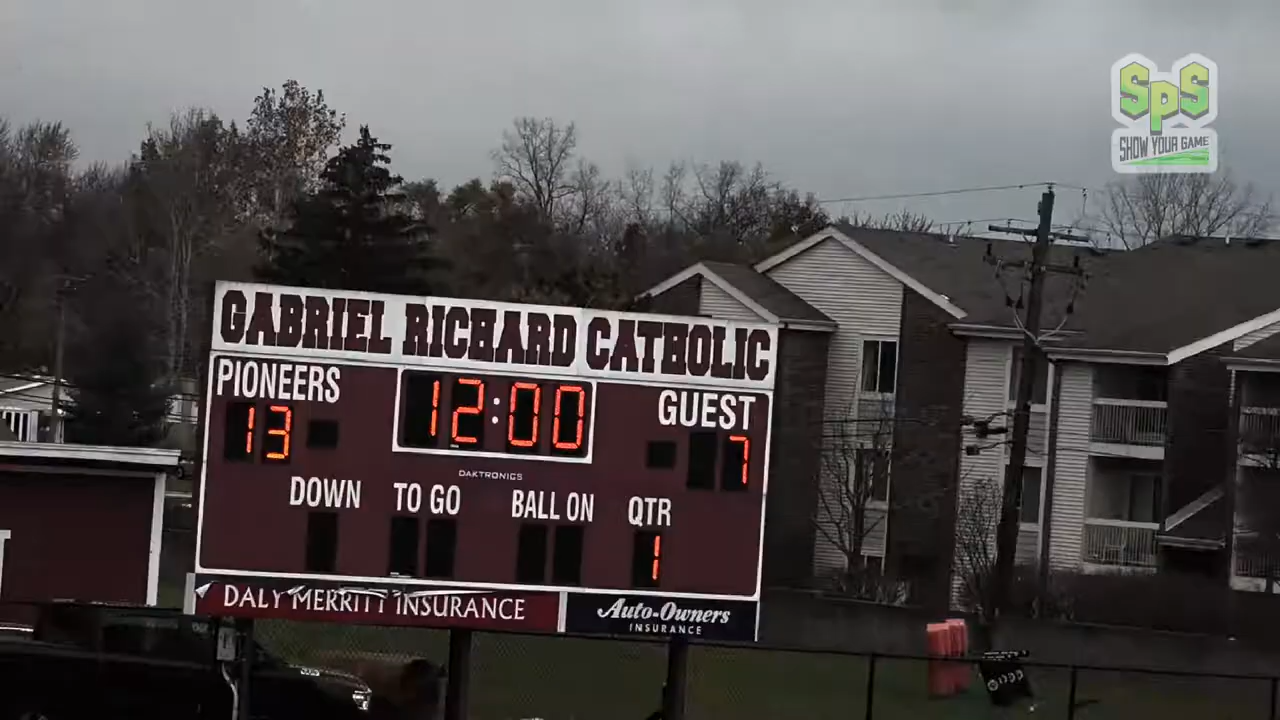 SPS
SHOW YOUR GAME
GABRIEL RICHARD CATHOLIC
PIONEERS
12:00
GUEST
13
7
DAKTRONICS
DOWN TO GO BALL ON QTR
1
DALY MERRITT INSURANCE
Auto-Owners
INSURANCE